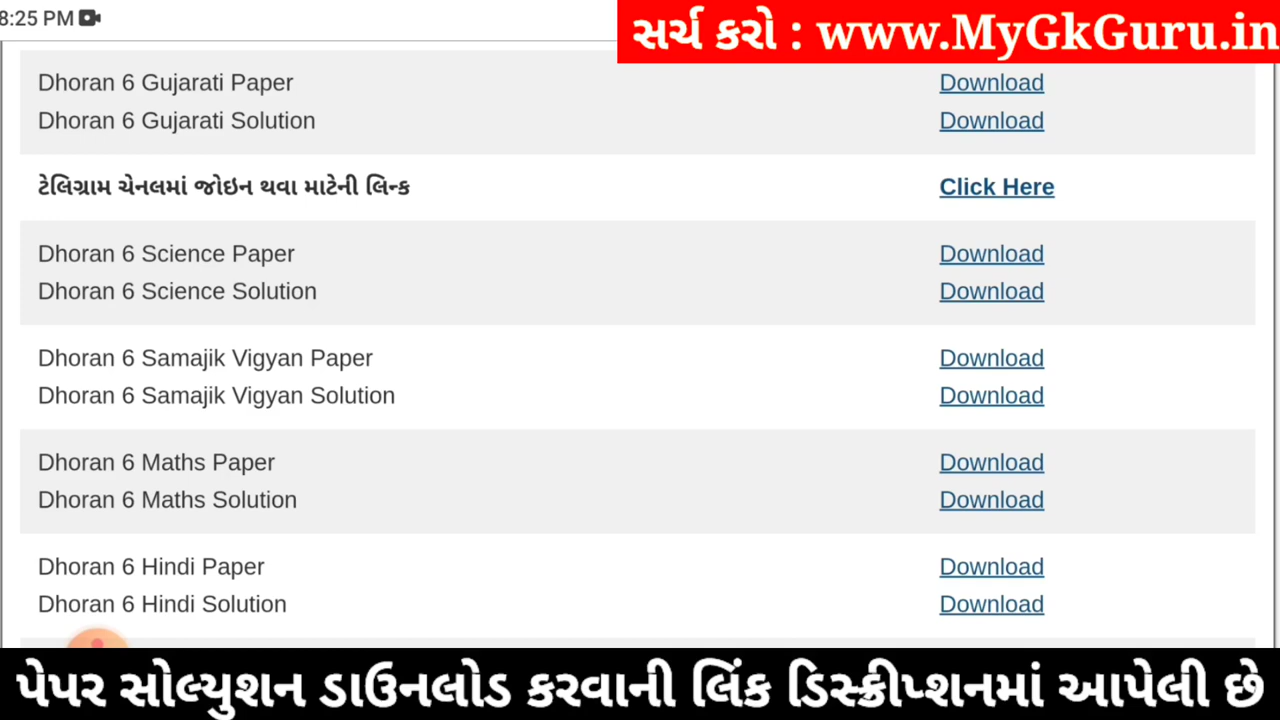 8:25 PM
સર્ચ કરો : www.MyGkGuru.in
Dhoran 6 Gujarati Paper Download
Dhoran 6 Gujarati Solution Download
ટેલિગ્રામ ચેનલમાં જોઇન થવા માટેની લિન્ક Click Here
Dhoran 6 Science Paper Download
Dhoran 6 Science Solution Download
Dhoran 6 Samajik Vigyan Paper Download
Dhoran 6 Samajik Vigyan Solution Download
Dhoran 6 Maths Paper Download
Dhoran 6 Maths Solution Download
Dhoran 6 Hindi Paper Download
Dhoran 6 Hindi Solution Download
પેપર સોલ્યુશન ડાઉનલોડ કરવાની લિંક ડિસ્ક્રીપ્શનમાં આપેલી છે